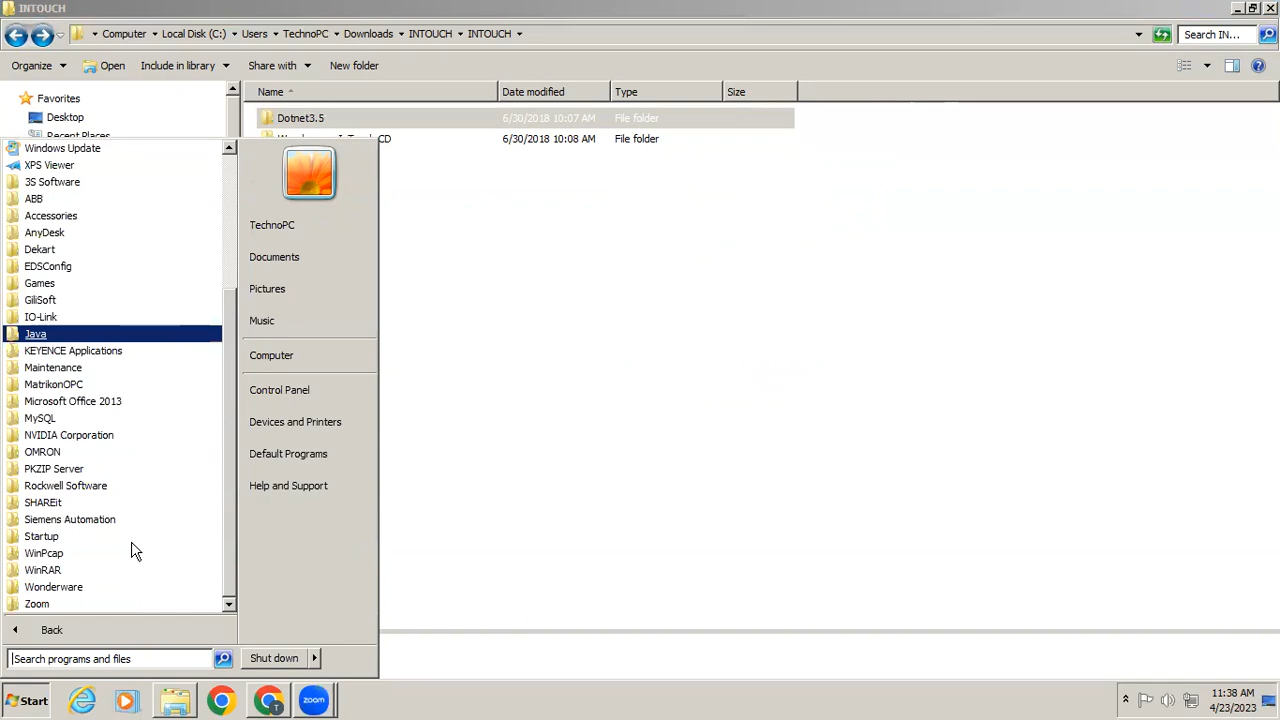 INTOUCH
Computer Local Disk (C:) Users TechnoPC Downloads INTOUCH INTOUCH
Search IN...
Organize Open Include in library Share with New folder
Name Date modified Type Size
Favorites
Desktop
Recent Places
Dotnet3.5 6/30/2018 10:07 AM File folder
CD 6/30/2018 10:08 AM File folder
Windows Update
XPS Viewer
3S Software
ABB
Accessories
AnyDesk
Dekart
EDSConfig
Games
GiliSoft
IO-Link
Java
KEYENCE Applications
Maintenance
MatrikonOPC
Microsoft Office 2013
MySQL
NVIDIA Corporation
OMRON
PKZIP Server
Rockwell Software
SHAREit
Siemens Automation
Startup
WinPcap
WinRAR
Wonderware
Zoom
Back
Search programs and files
TechnoPC
Documents
Pictures
Music
Computer
Control Panel
Devices and Printers
Default Programs
Help and Support
Shut down
Start
zoom
T
11:38 AM
4/23/2023